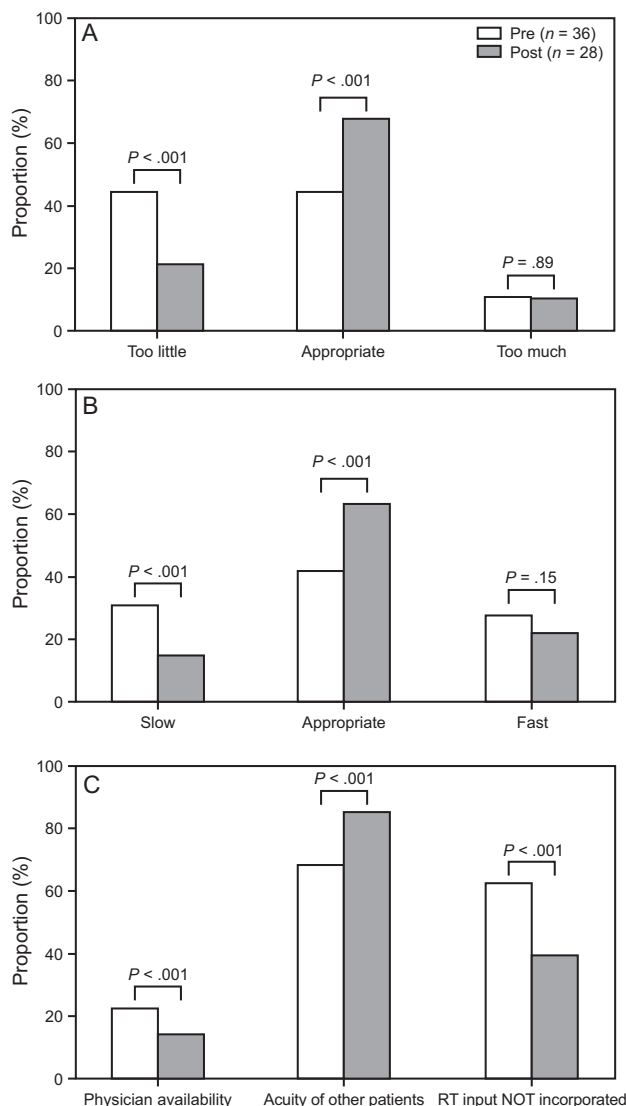 A
Pre (n = 36)
Post (n = 28)
P < .001
P < .001
P = .89
Proportion (%)
100
80
60
40
20
0
Too little Appropriate Too much
B
P < .001
P < .001
P = .15
Proportion (%)
100
80
60
40
20
0
Slow Appropriate Fast
C
P < .001
P < .001
P < .001
Proportion (%)
100
80
60
40
20
0
Physician availability Acuity of other patients RT input NOT incorporated